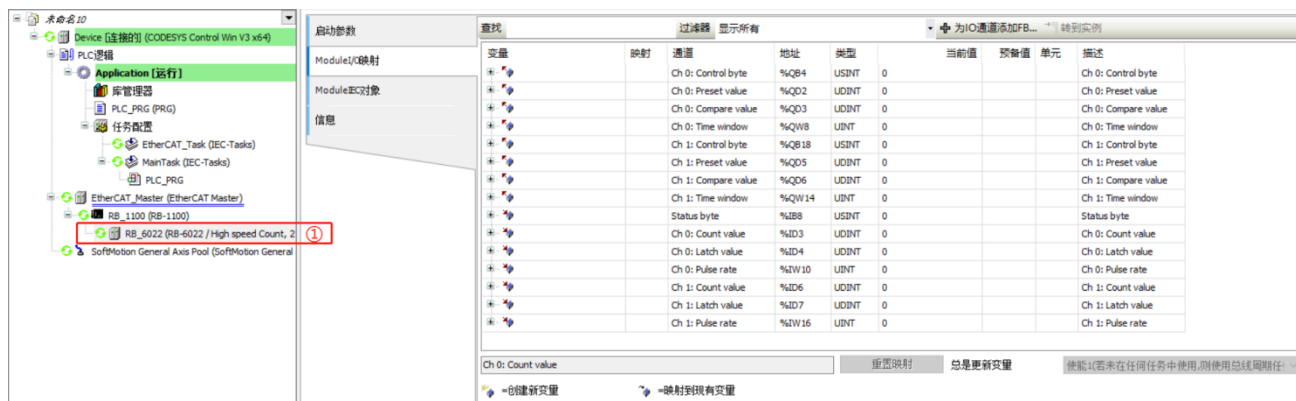 未命名10
Device [连接的] (CODESYS Control Win V3 x64)
PLC逻辑
Application [运行]
库管理器
PLC_PRG (PRG)
任务配置
EtherCAT_Task (IEC-Tasks)
MainTask (IEC-Tasks)
PLC_PRG
EtherCAT_Master (EtherCAT Master)
RB_1100 (RB-1100)
RB_6022 (RB-6022 / High speed Count, 2
①
SoftMotion General Axis Pool (SoftMotion General
启动参数
ModuleI/O映射
ModuleIEC对象
信息
查找 过滤器 显示所有 为IO通道添加FB... 转到实例
变量 映射 通道 地址 类型 当前值 预备值 单元 描述
Ch 0: Control byte %QB4 USINT 0 Ch 0: Control byte
Ch 0: Preset value %QD2 UDINT 0 Ch 0: Preset value
Ch 0: Compare value %QD3 UDINT 0 Ch 0: Compare value
Ch 0: Time window %QW8 UINT 0 Ch 0: Time window
Ch 1: Control byte %QB18 USINT 0 Ch 1: Control byte
Ch 1: Preset value %QD5 UDINT 0 Ch 1: Preset value
Ch 1: Compare value %QD6 UDINT 0 Ch 1: Compare value
Ch 1: Time window %QW14 UINT 0 Ch 1: Time window
Status byte %IB8 USINT 0 Status byte
Ch 0: Count value %ID3 UDINT 0 Ch 0: Count value
Ch 0: Latch value %ID4 UDINT 0 Ch 0: Latch value
Ch 0: Pulse rate %IW10 UINT 0 Ch 0: Pulse rate
Ch 1: Count value %ID6 UDINT 0 Ch 1: Count value
Ch 1: Latch value %ID7 UDINT 0 Ch 1: Latch value
Ch 1: Pulse rate %IW16 UINT 0 Ch 1: Pulse rate
Ch 0: Count value 重置映射 总是更新变量 使能1(若未在任何任务中使用,则使用总线周期任
=创建新变量 =映射到现有变量